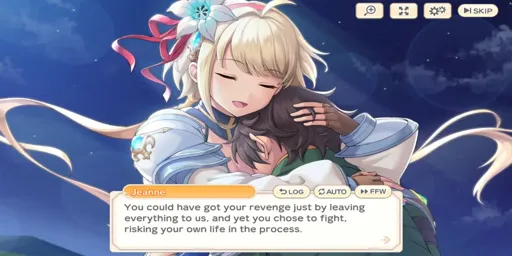 SKIP
Jeanne
LOG
AUTO
FFW
You could have got your revenge just by leaving
everything to us, and yet you chose to fight,
risking your own life in the process.